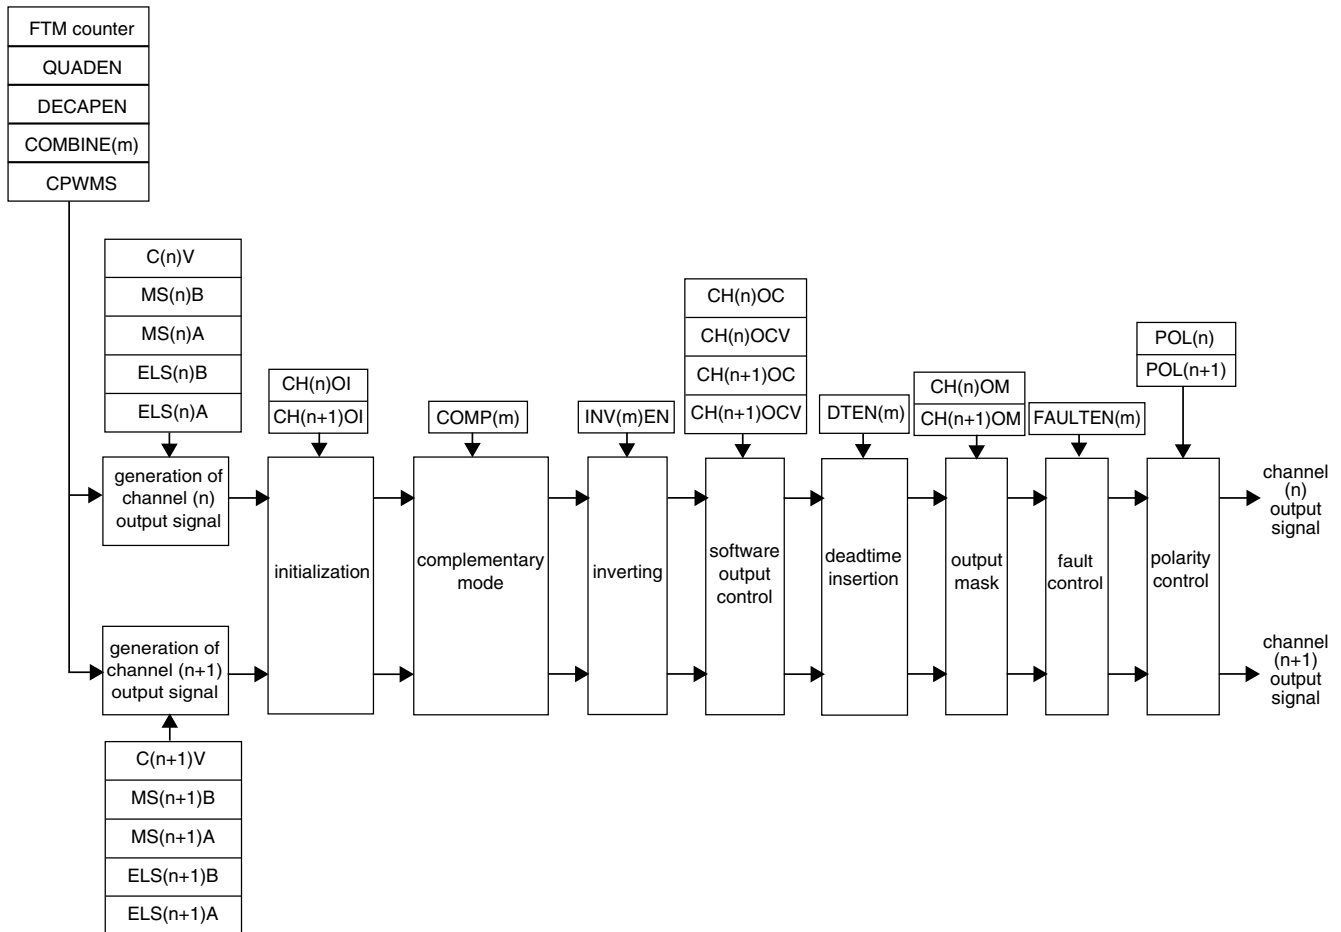 FTM counter
QUADEN
DECAPEN
COMBINE(m)
CPWMS
C(n)V
MS(n)B
MS(n)A
ELS(n)B
ELS(n)A
CH(n)OI
CH(n+1)OI
COMP(m)
INV(m)EN
CH(n)OC
CH(n)OCV
CH(n+1)OC
CH(n+1)OCV
DTEN(m)
CH(n)OM
CH(n+1)OM
FAULTEN(m)
POL(n)
POL(n+1)
generation of
channel (n)
output signal
initialization
complementary
mode
inverting
software
output
control
deadtime
insertion
output
mask
fault
control
polarity
control
channel
(n)
output
signal
generation of
channel (n+1)
output signal
channel
(n+1)
output
signal
C(n+1)V
MS(n+1)B
MS(n+1)A
ELS(n+1)B
ELS(n+1)A